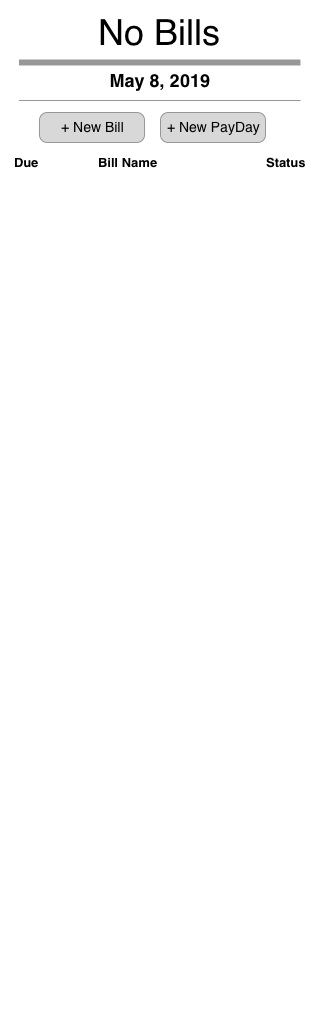 No Bills
May 8, 2019
+ New Bill + New PayDay
Due Bill Name Status